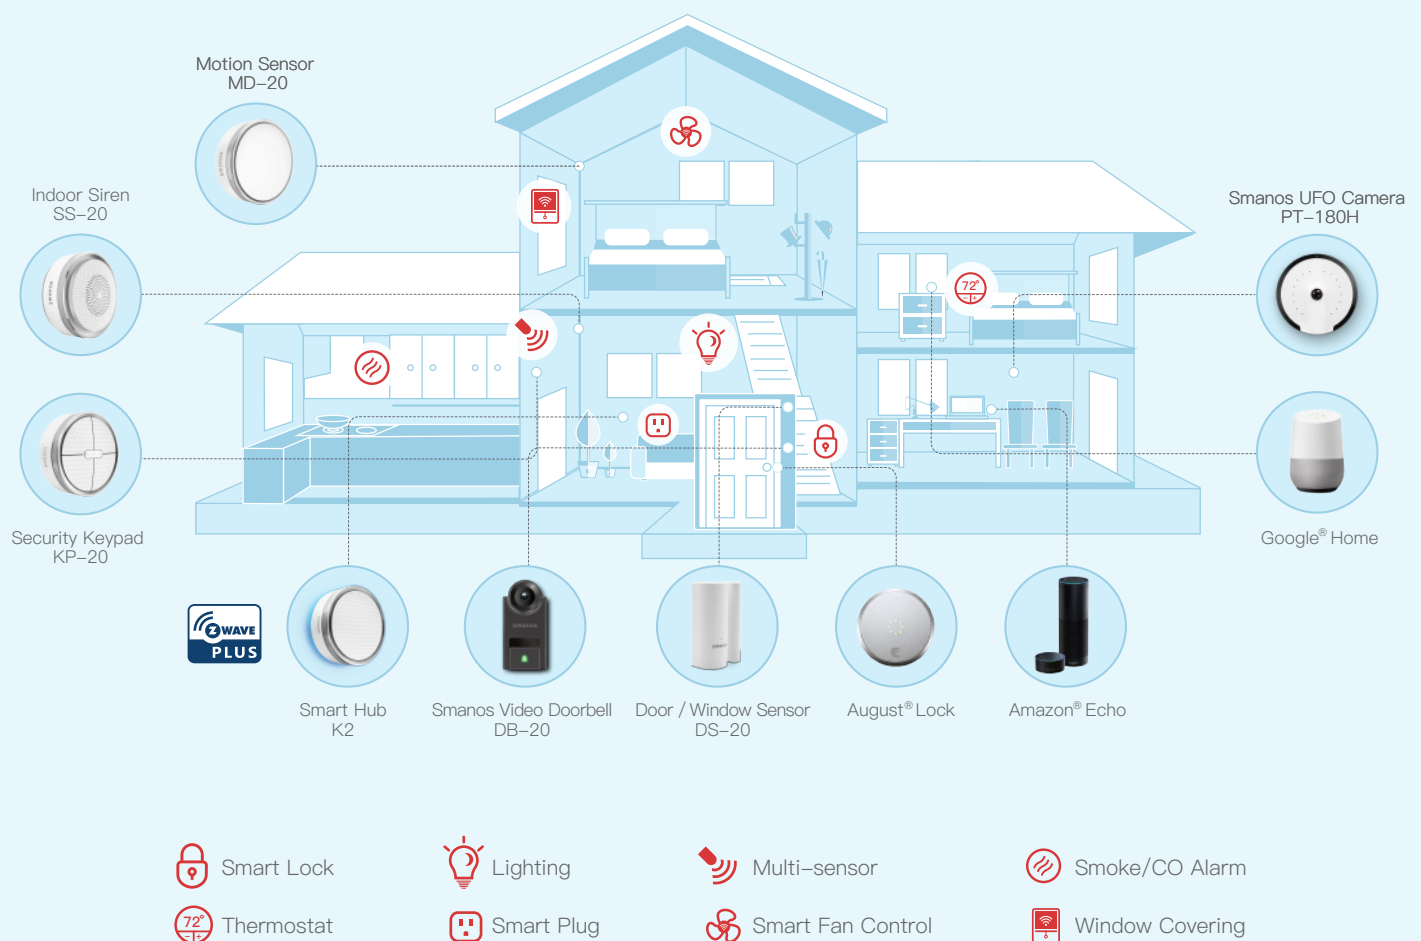 Motion Sensor
MD-20
Indoor Siren
SS-20
Smanos UFO Camera
PT-180H
72°
Security Keypad
KP-20
Google® Home
Z WAVE
PLUS
Smart Hub
K2
Smanos Video Doorbell
DB-20
Door / Window Sensor
DS-20
August® Lock
Amazon® Echo
Smart Lock
Lighting
Multi-sensor
Smoke/CO Alarm
72°
Thermostat
Smart Plug
Smart Fan Control
Window Covering